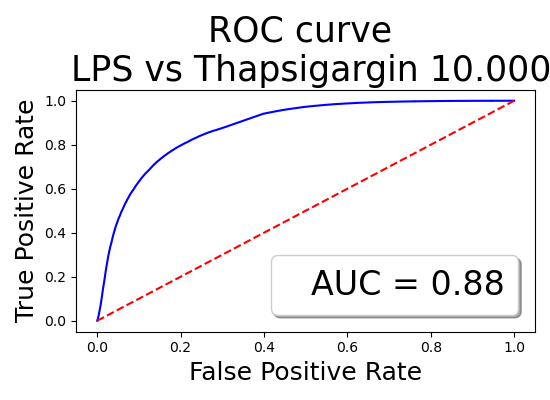 ROC curve
LPS vs Thapsigargin 10.000
True Positive Rate
1.0
0.8
0.6
0.4
0.2
0.0
AUC = 0.88
0.0 0.2 0.4 0.6 0.8 1.0
False Positive Rate